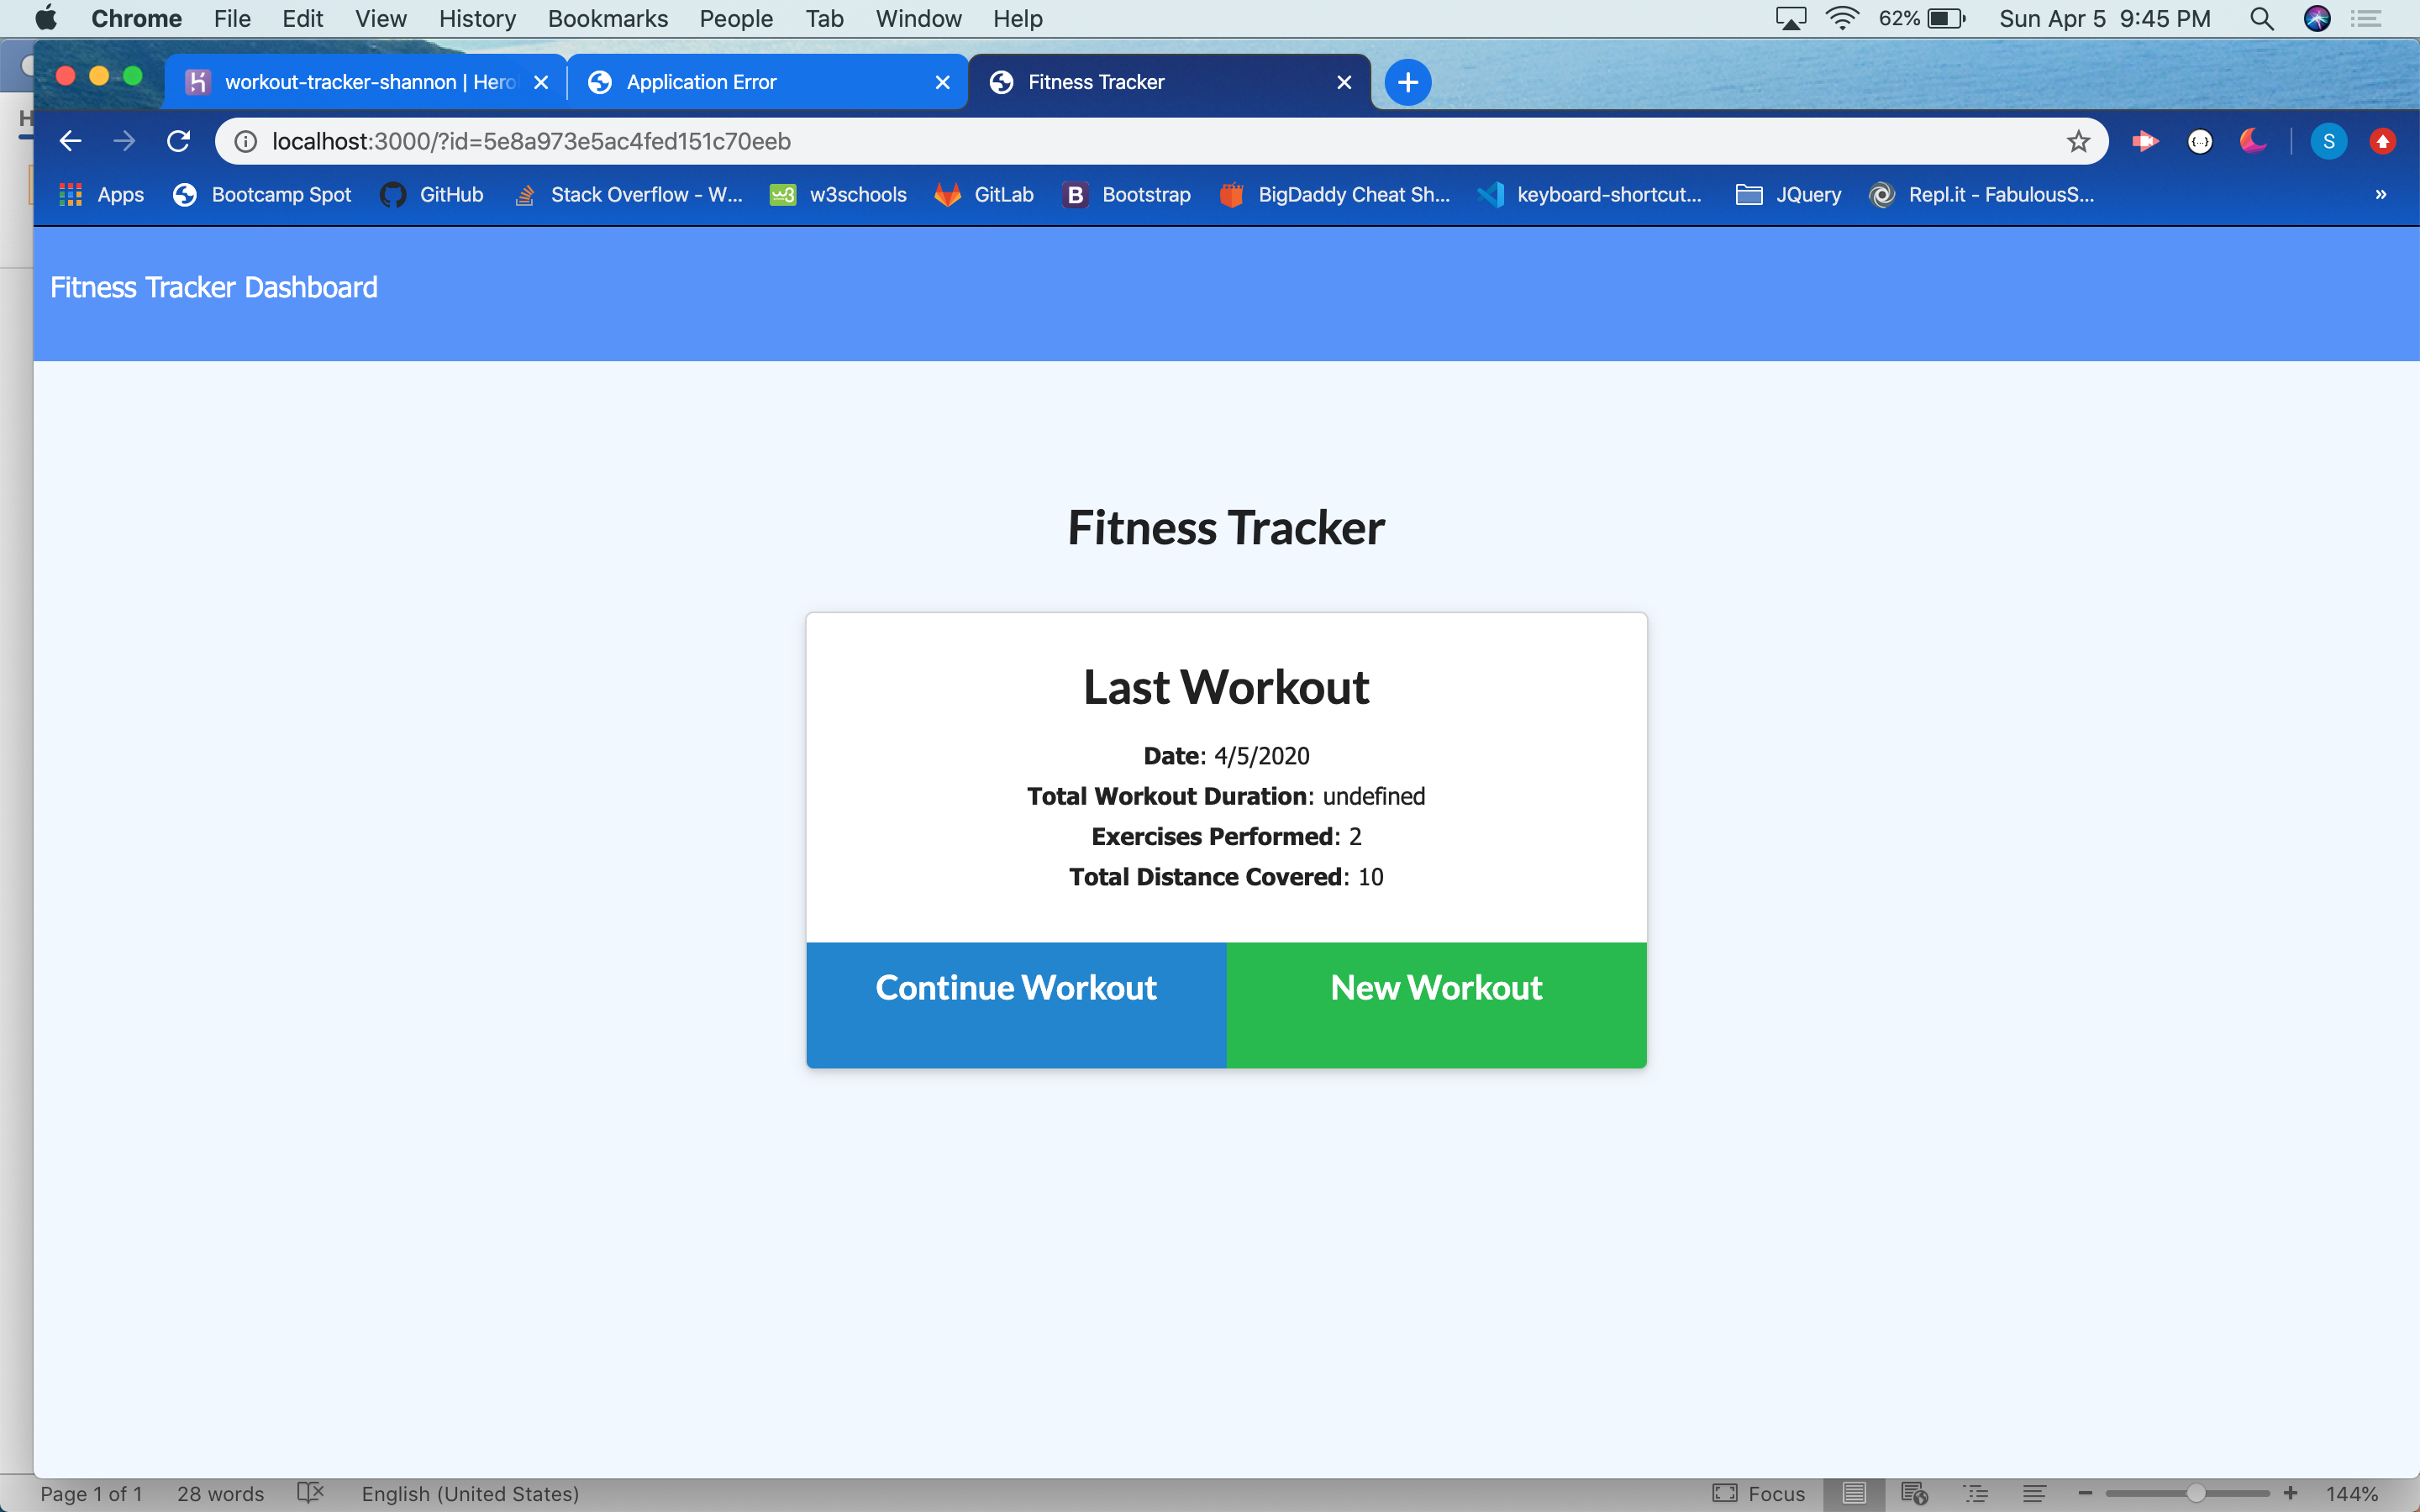 Chrome File Edit View History Bookmarks People Tab Window Help 62% Sun Apr 5 9:45 PM
workout-tracker-shannon | Hero Application Error Fitness Tracker
localhost:3000/?id=5e8a973e5ac4fed151c70eeb S
Apps Bootcamp Spot GitHub Stack Overflow - W... w3schools GitLab Bootstrap BigDaddy Cheat Sh... keyboard-shortcut... JQuery Repl.it - FabulousS... »
Fitness Tracker Dashboard
Fitness Tracker
Last Workout
Date: 4/5/2020
Total Workout Duration: undefined
Exercises Performed: 2
Total Distance Covered: 10
Continue Workout New Workout
Page 1 of 1 28 words English (United States) Focus 144%